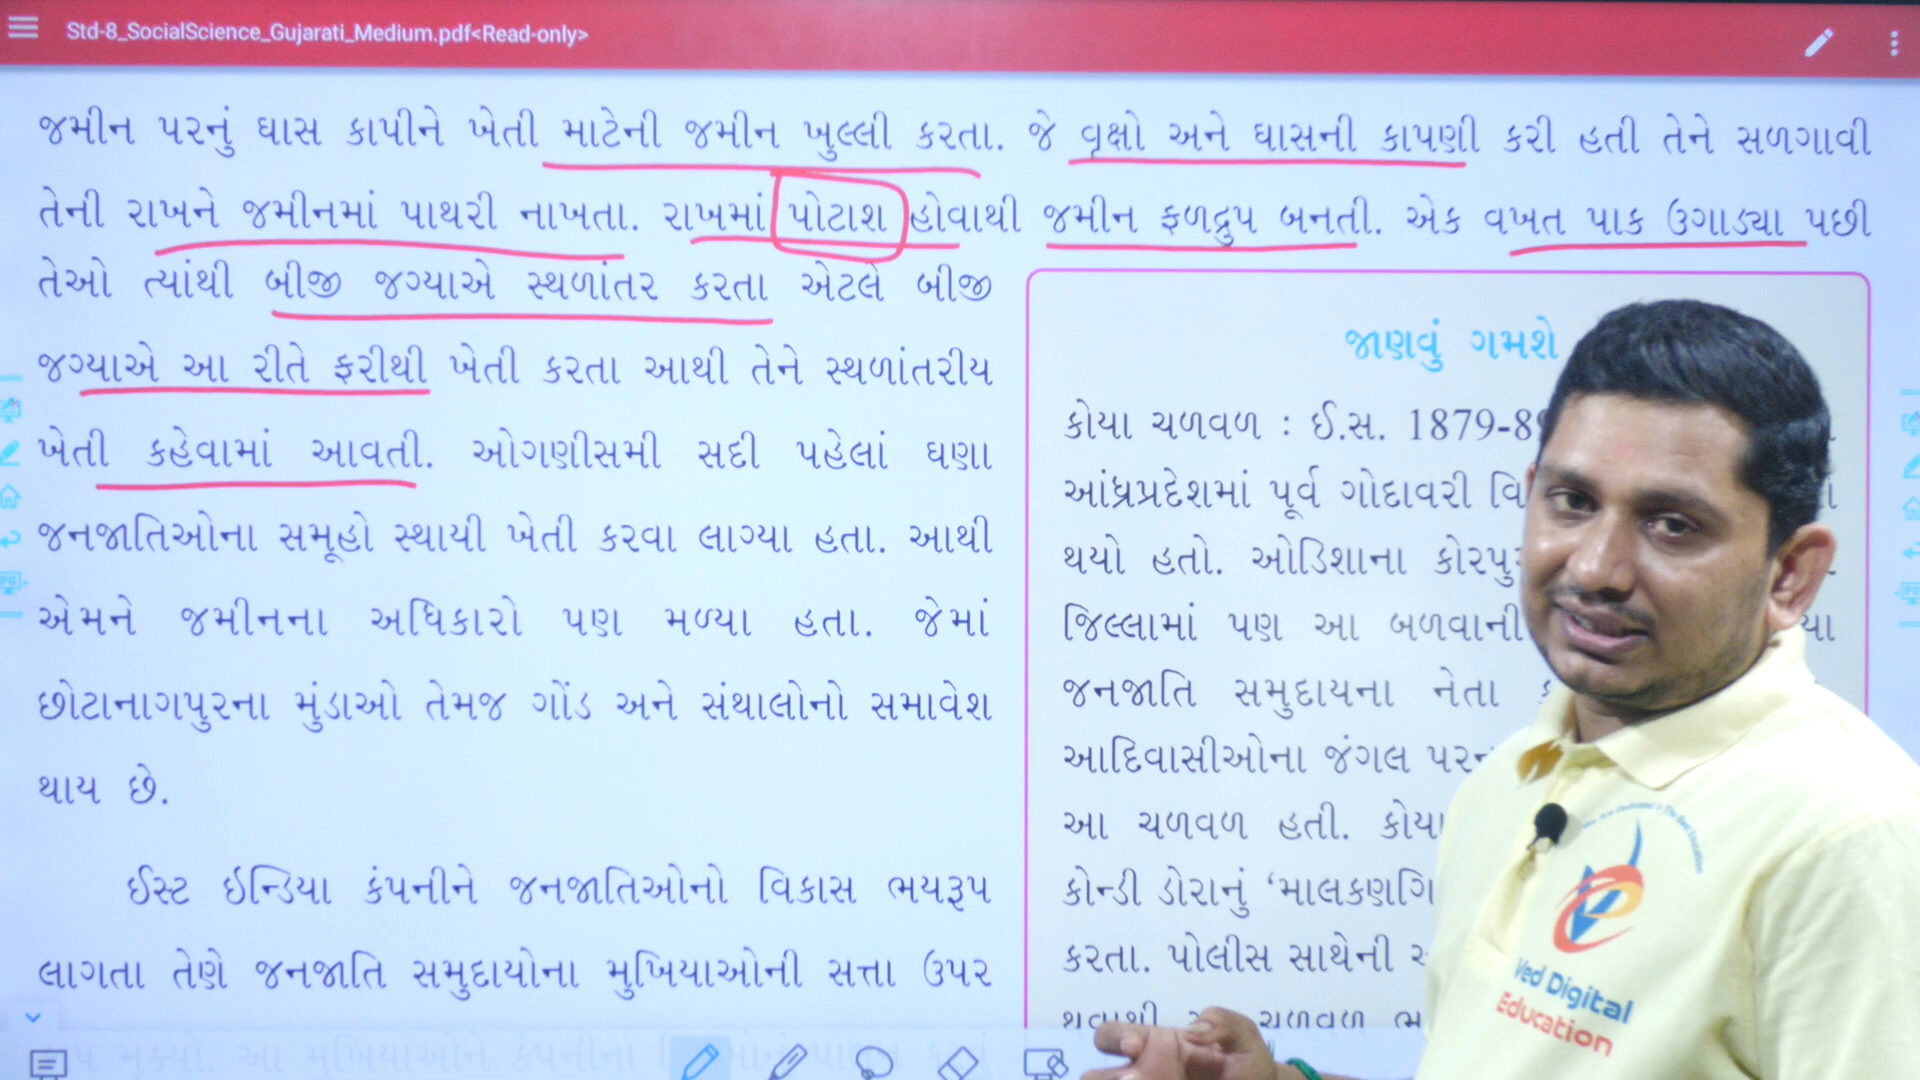 Std-8_SocialScience_Gujarati_Medium.pdf<Read-only>
જમીન પરનું ઘાસ કાપીને ખેતી માટેની જમીન ખુલ્લી કરતા. જે વૃક્ષો અને ઘાસની કાપણી કરી હતી તેને સળગાવી
તેની રાખને જમીનમાં પાથરી નાખતા. રાખમાં પોટાશ હોવાથી જમીન ફળદ્રુપ બનતી. એક વખત પાક ઉગાડ્યા પછી
તેઓ ત્યાંથી બીજી જગ્યાએ સ્થળાંતર કરતા એટલે બીજી
જગ્યાએ આ રીતે ફરીથી ખેતી કરતા આથી તેને સ્થળાંતરીય
ખેતી કહેવામાં આવતી. ઓગણીસમી સદી પહેલાં ઘણા
જનજાતિઓના સમૂહો સ્થાયી ખેતી કરવા લાગ્યા હતા. આથી
એમને જમીનના અધિકારો પણ મળ્યા હતા. જેમાં
છોટાનાગપુરના મુંડાઓ તેમજ ગોંડ અને સંથાલોનો સમાવેશ
થાય છે.
ઈસ્ટ ઇન્ડિયા કંપનીને જનજાતિઓનો વિકાસ ભયરૂપ
લાગતા તેણે જનજાતિ સમુદાયોના મુખિયાઓની સત્તા ઉપર
જાણવું ગમશે
કોયા ચળવળ : ઈ.સ. 1879-8
આંધ્રપ્રદેશમાં પૂર્વ ગોદાવરી
થયો હતો. ઓડિશાના
જિલ્લામાં પણ આ બળવાની
જનજાતિ સમુદાયના નેતા
આદિવાસીઓના જંગલ
આ ચળવળ હતી. કોયા
કોન્ડી ડોરાનું ‘માલકણગિ
કરતા. પોલીસ સાથેની
ચળવળ
Ved Digital
Education